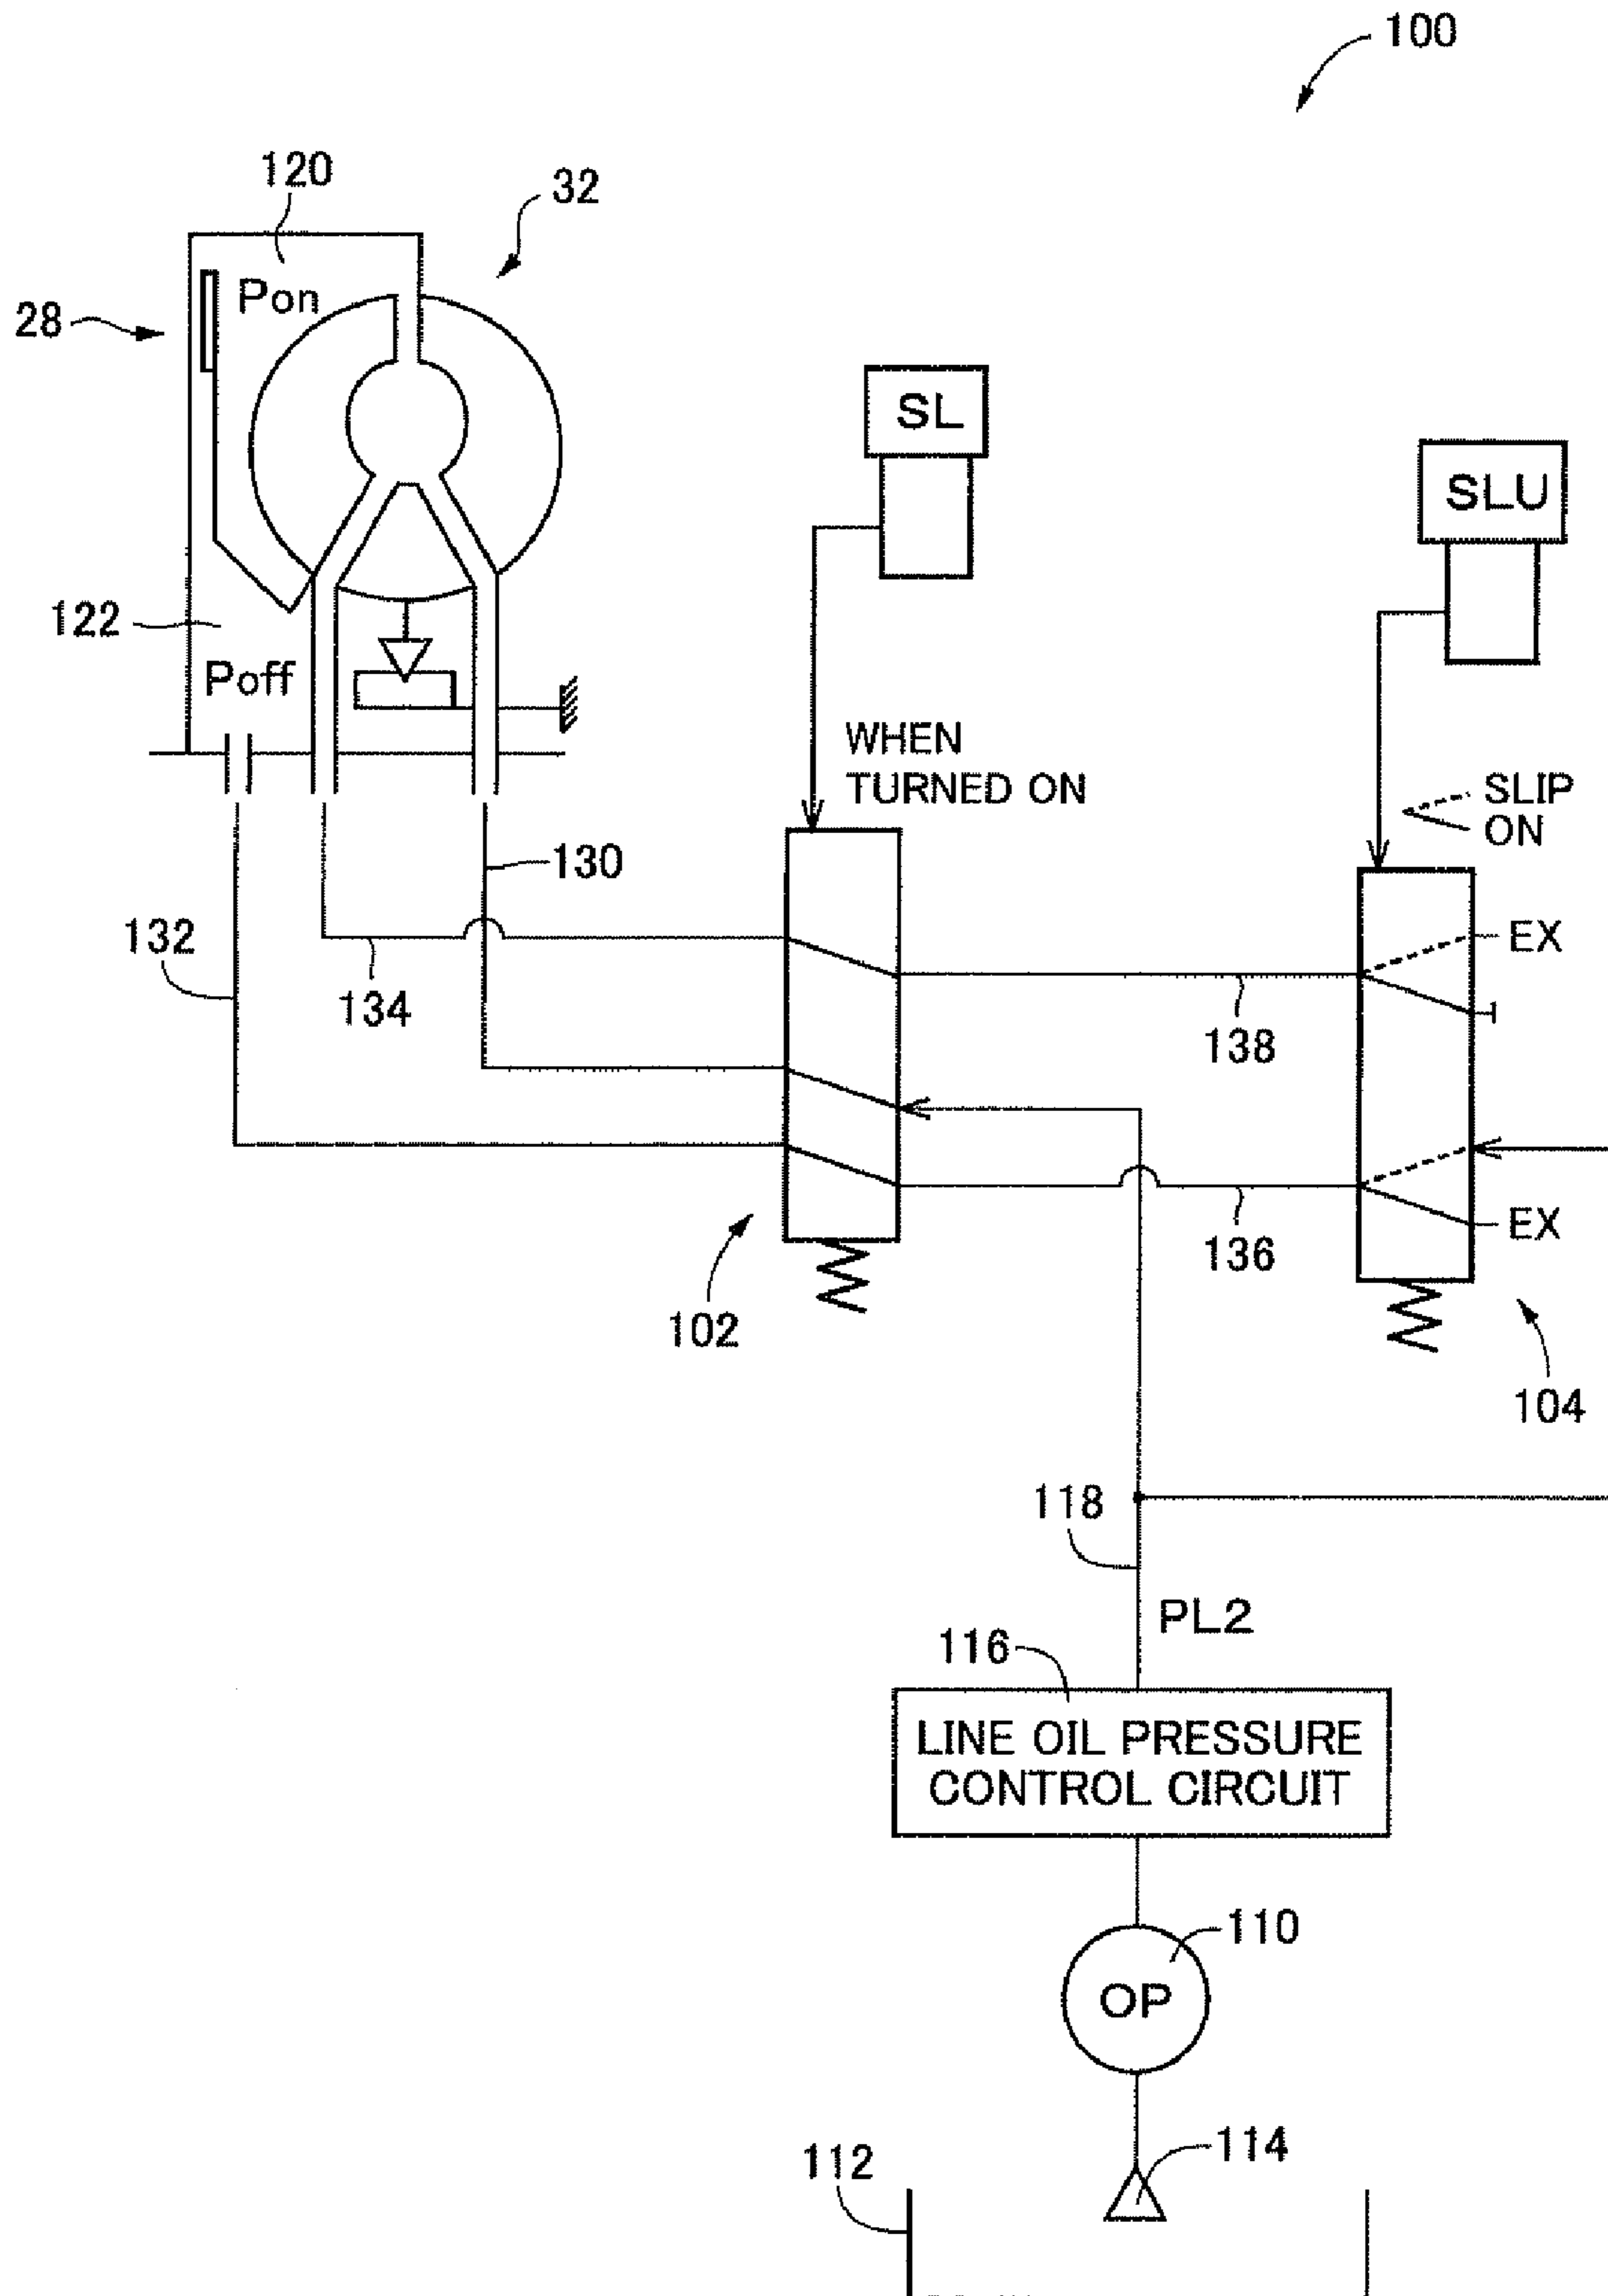 100
120
32
Pon
28
SL
SLU
122
Poff
WHEN
TURNED ON
SLIP
ON
130
132
134
EX
138
136
EX
102
104
118
PL2
116
LINE OIL PRESSURE
CONTROL CIRCUIT
110
OP
114
112